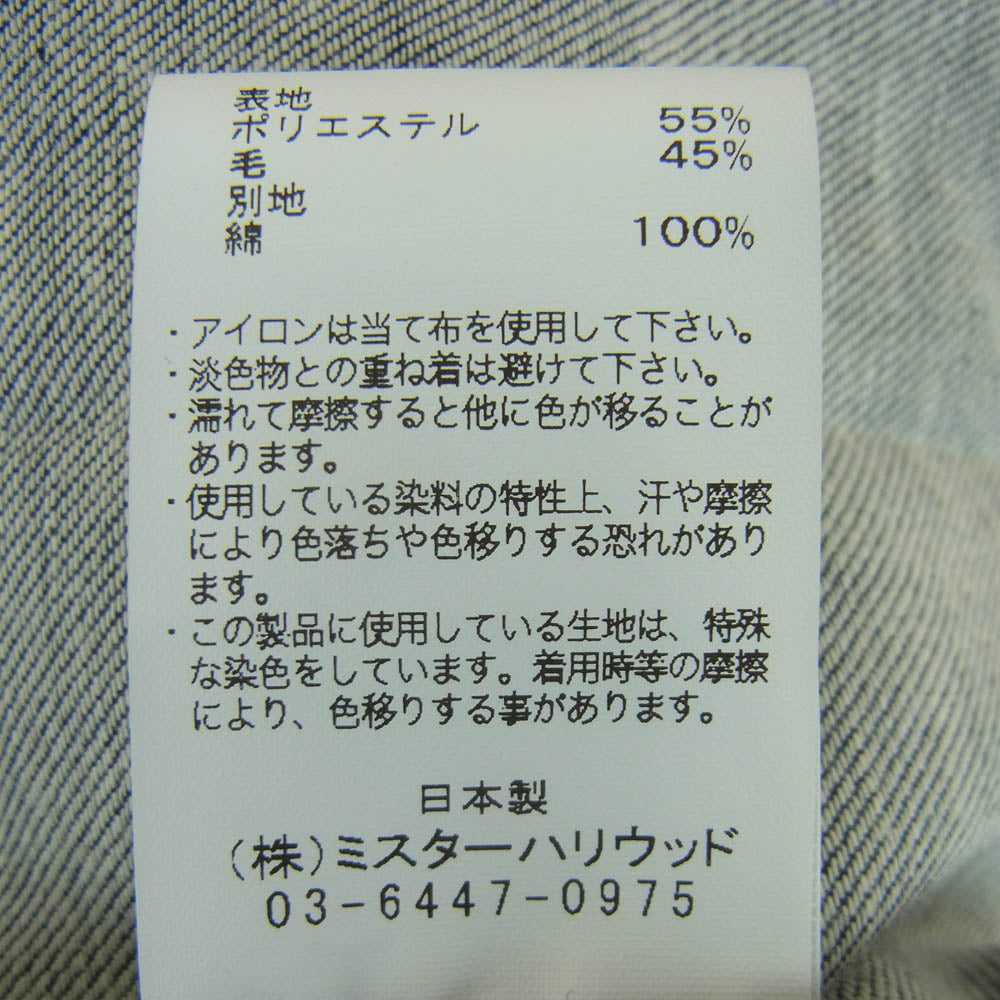 表地
ポリエステル 55%
毛 45%
別地
綿 100%
・アイロンは当て布を使用して下さい。
・淡色物との重ね着は避けて下さい。
・濡れて摩擦すると他に色が移ることが
あります。
・使用している染料の特性上、汗や摩擦
により色落ちや色移りする恐れがあり
ます。
・この製品に使用している生地は、特殊
な染色をしています。着用時等の摩擦
により、色移りする事があります。
日本製
(株)ミスターハリウッド
03-6447-0975